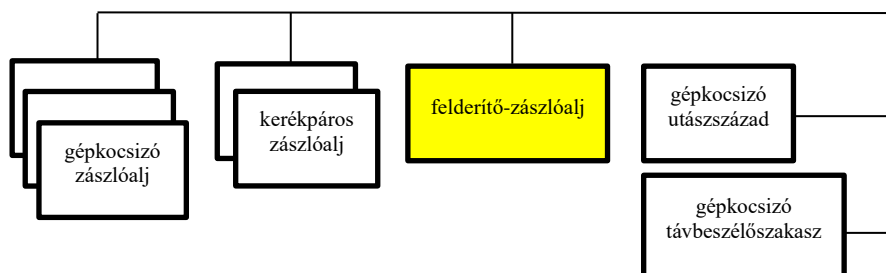 gépkocsizó
zászlóalj
kerékpáros
zászlóalj
felderítő-zászlóalj
gépkocsizó
utászszázad
gépkocsizó
távbeszélőszakasz